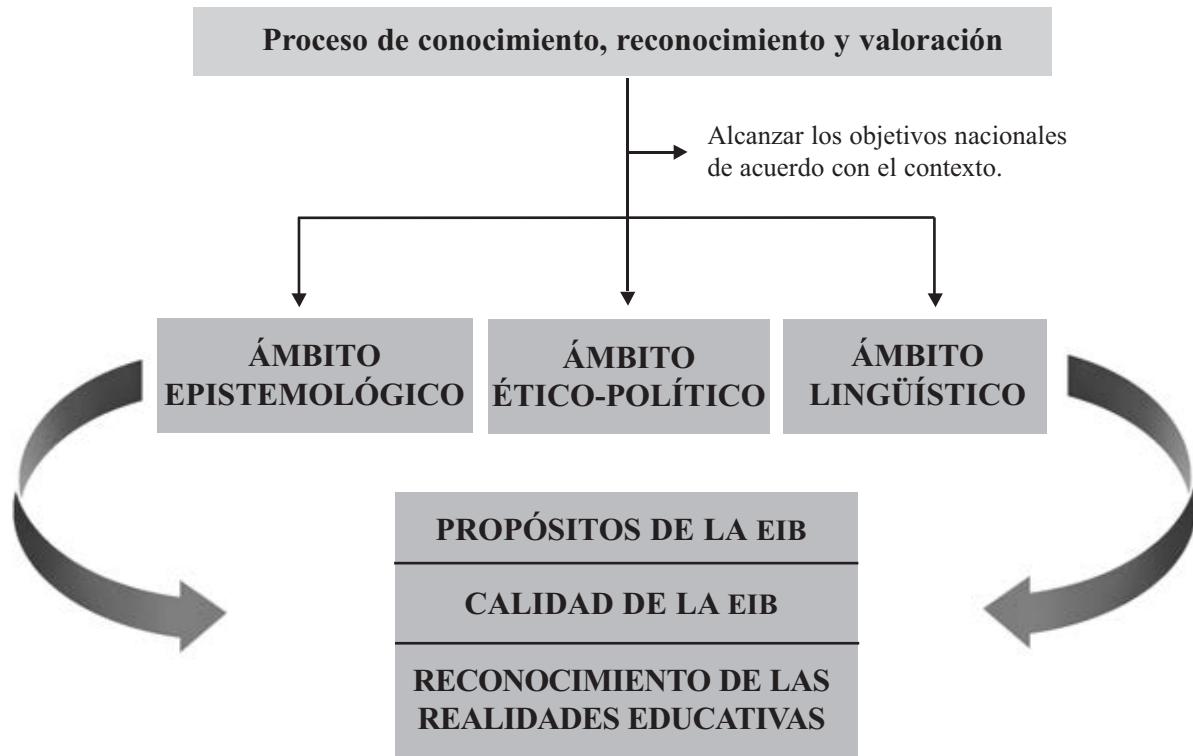 Proceso de conocimiento, reconocimiento y valoración
Alcanzar los objetivos nacionales
de acuerdo con el contexto.
ÁMBITO
EPISTEMOLÓGICO
ÁMBITO
ÉTICO-POLÍTICO
ÁMBITO
LINGÜÍSTICO
PROPÓSITOS DE LA EIB
CALIDAD DE LA EIB
RECONOCIMIENTO DE LAS
REALIDADES EDUCATIVAS